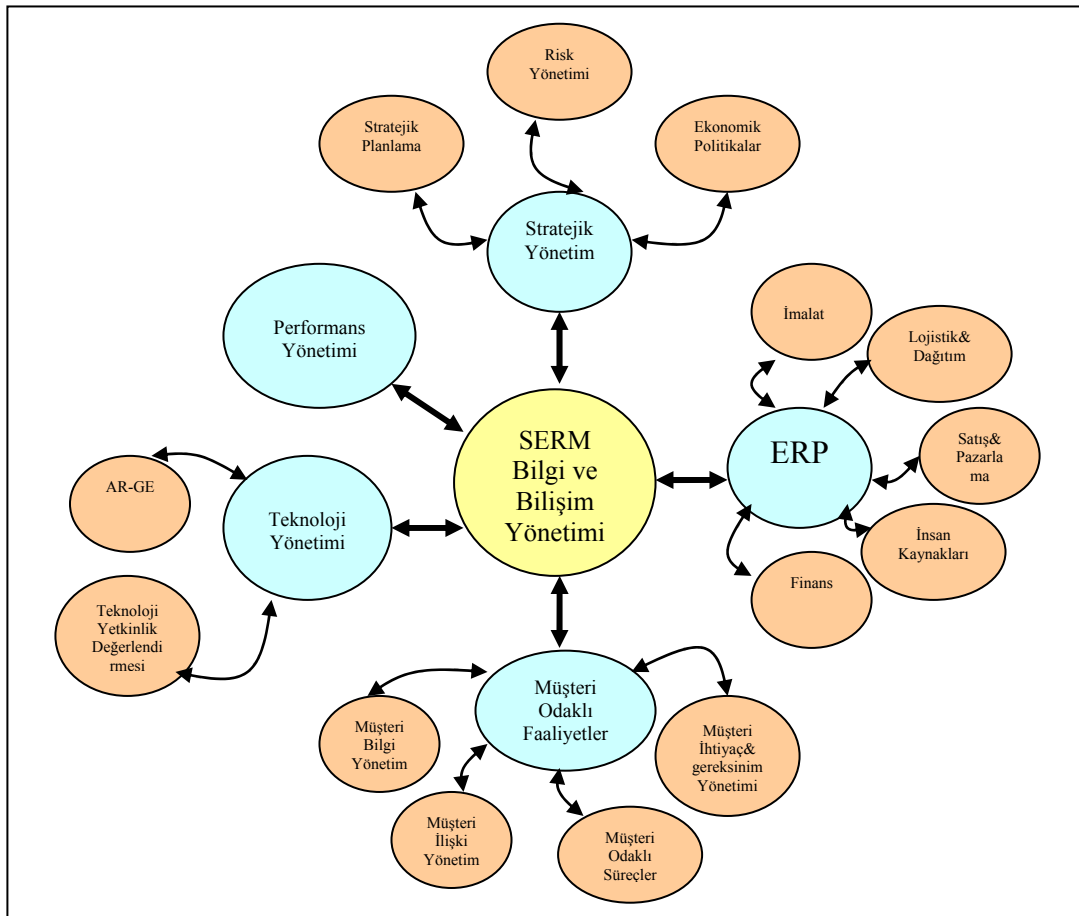 Risk
Yönetimi
Stratejik
Planlama
Ekonomik
Politikalar
Stratejik
Yönetim
Performans
Yönetimi
İmalat
Lojistik&
Dağıtım
SERM
Bilgi ve
Bilişim
Yönetimi
ERP
Satış&
Pazarla
ma
AR-GE
Teknoloji
Yönetimi
İnsan
Kaynakları
Finans
Teknoloji
Yetkinlik
Değerlendi
rmesi
Müşteri
Odaklı
Faaliyetler
Müşteri
Bilgi
Yönetim
Müşteri
İhtiyaç&
gereksinim
Yönetimi
Müşteri
İlişki
Yönetim
Müşteri
Odaklı
Süreçler